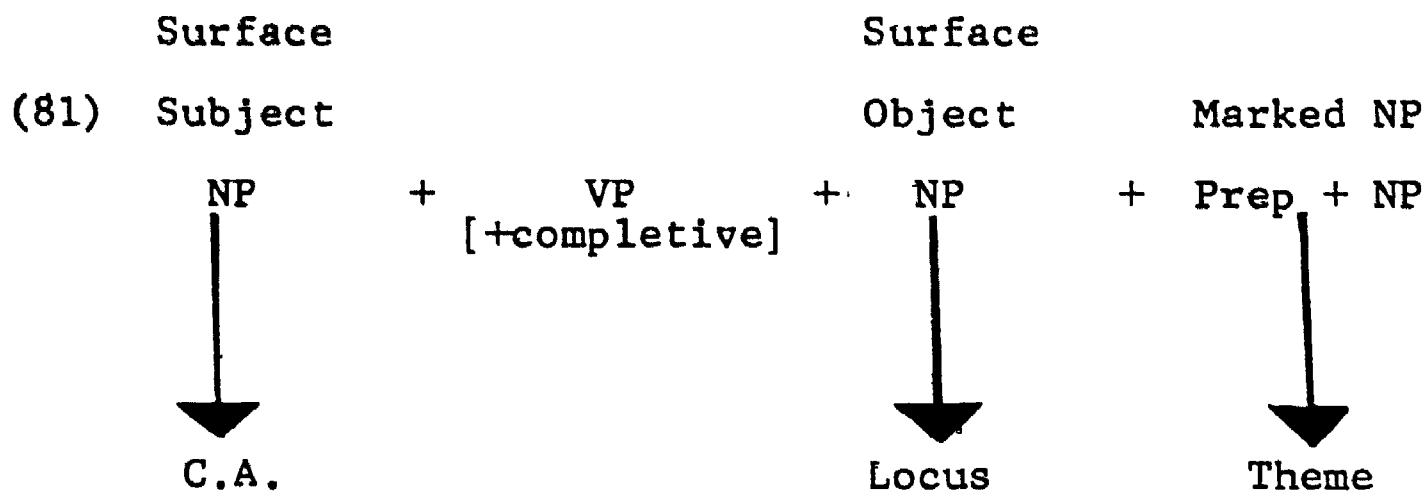 Surface Surface
(81) Subject Object Marked NP
NP + VP + NP + Prep + NP
[+completive]
C.A. Locus Theme